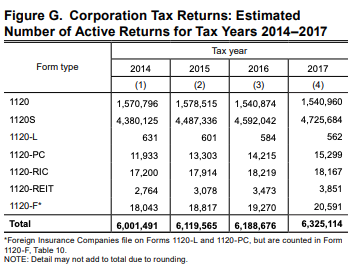 Figure G. Corporation Tax Returns: Estimated
Number of Active Returns for Tax Years 2014–2017
Tax year
Form type 2014 2015 2016 2017
(1) (2) (3) (4)
1120 1,570,796 1,578,515 1,540,874 1,540,960
1120S 4,380,125 4,487,336 4,592,042 4,725,684
1120-L 631 601 584 562
1120-PC 11,933 13,303 14,215 15,299
1120-RIC 17,200 17,914 18,219 18,167
1120-REIT 2,764 3,078 3,473 3,851
1120-F* 18,043 18,817 19,270 20,591
Total 6,001,491 6,119,565 6,188,676 6,325,114
*Foreign Insurance Companies file on Forms 1120-L and 1120-PC, but are counted in Form
1120-F, Table 10.
NOTE: Detail may not add to total due to rounding.